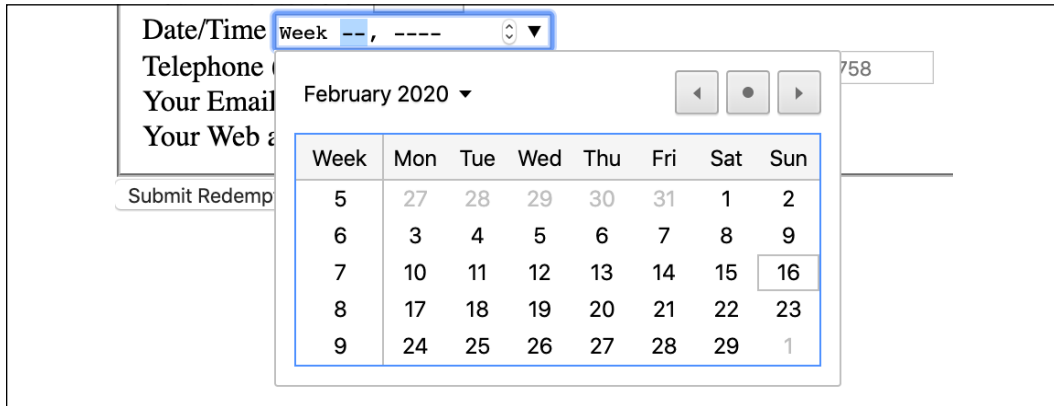 Date/Time Week --, ----
Telephone 758
Your Email
Your Web a
Submit Redemp
February 2020
Week Mon Tue Wed Thu Fri Sat Sun
5 27 28 29 30 31 1 2
6 3 4 5 6 7 8 9
7 10 11 12 13 14 15 16
8 17 18 19 20 21 22 23
9 24 25 26 27 28 29 1